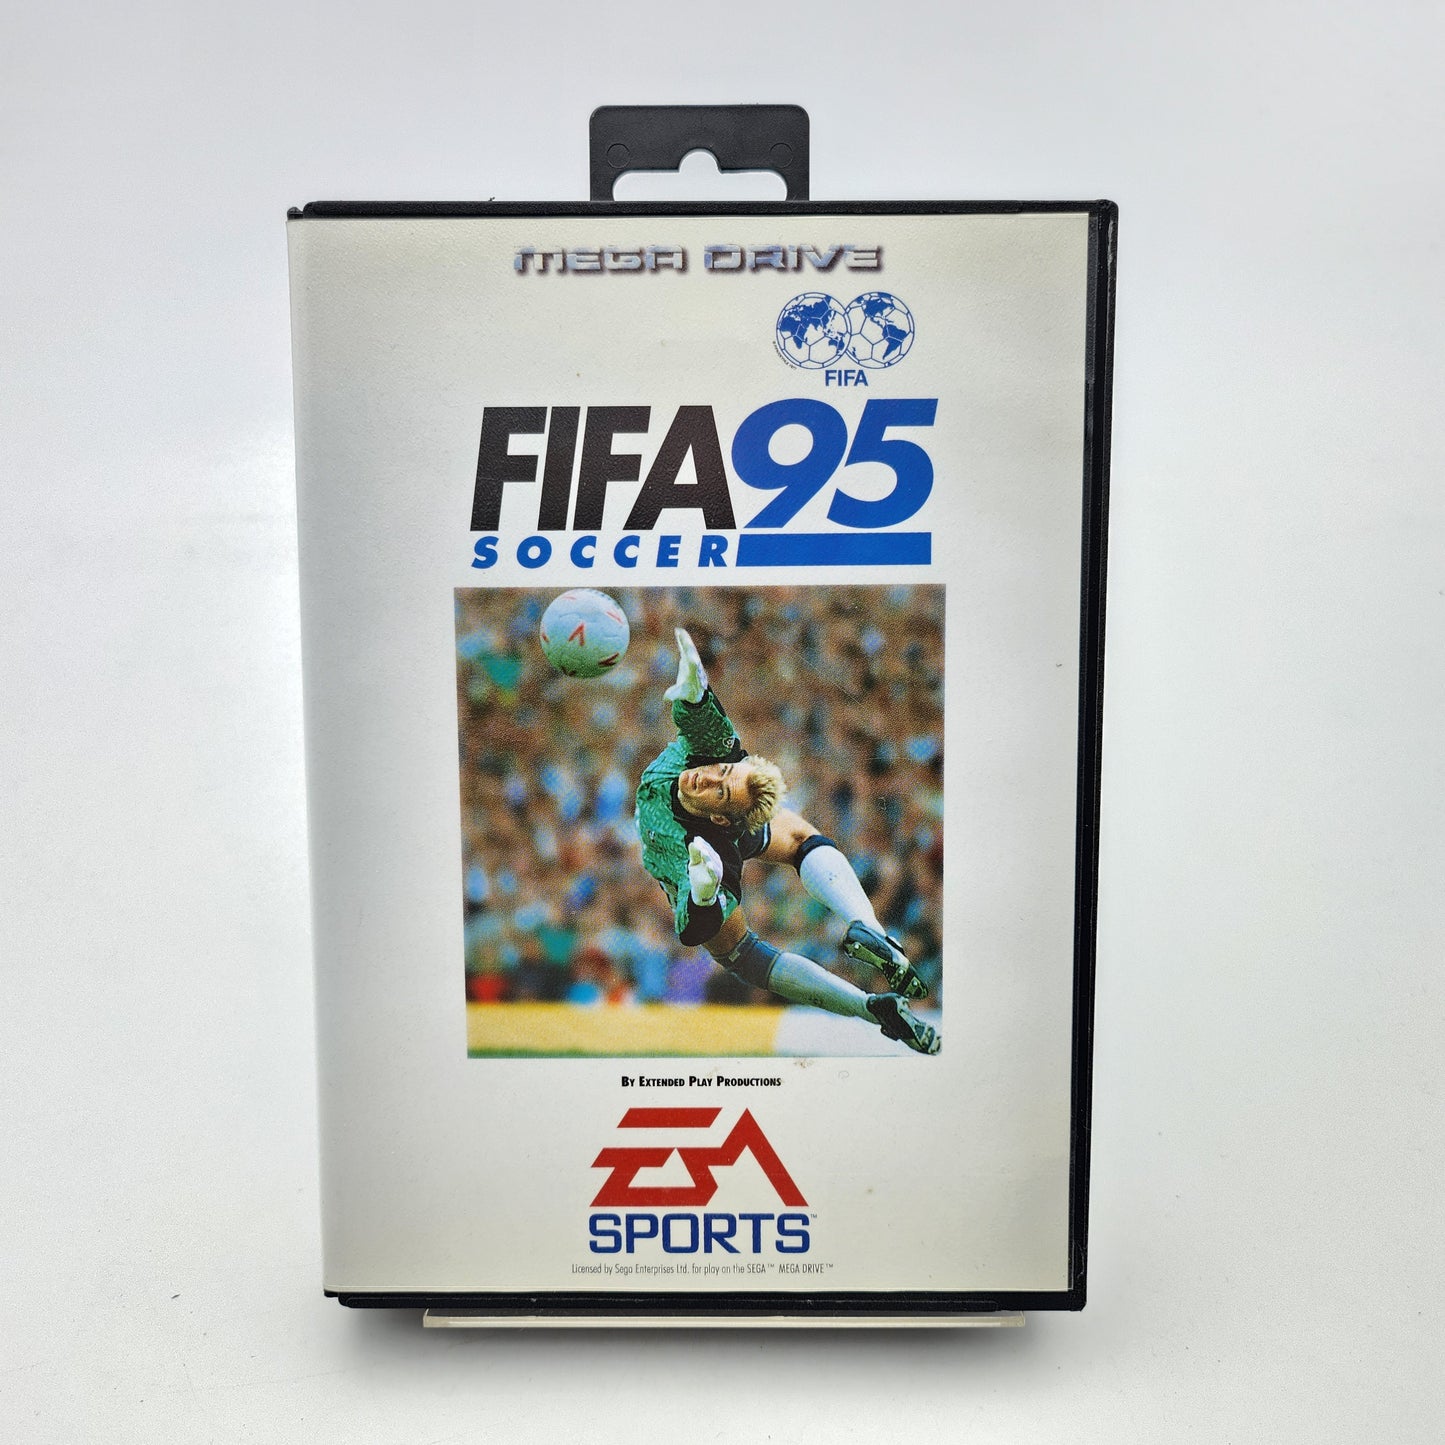 MEGA DRIVE
FIFA
FIFA 95
SOCCER
BY EXTENDED PLAY PRODUCTIONS
EA
SPORTS™
Licensed by Sega Enterprises Ltd. for play on the SEGA™ MEGA DRIVE™